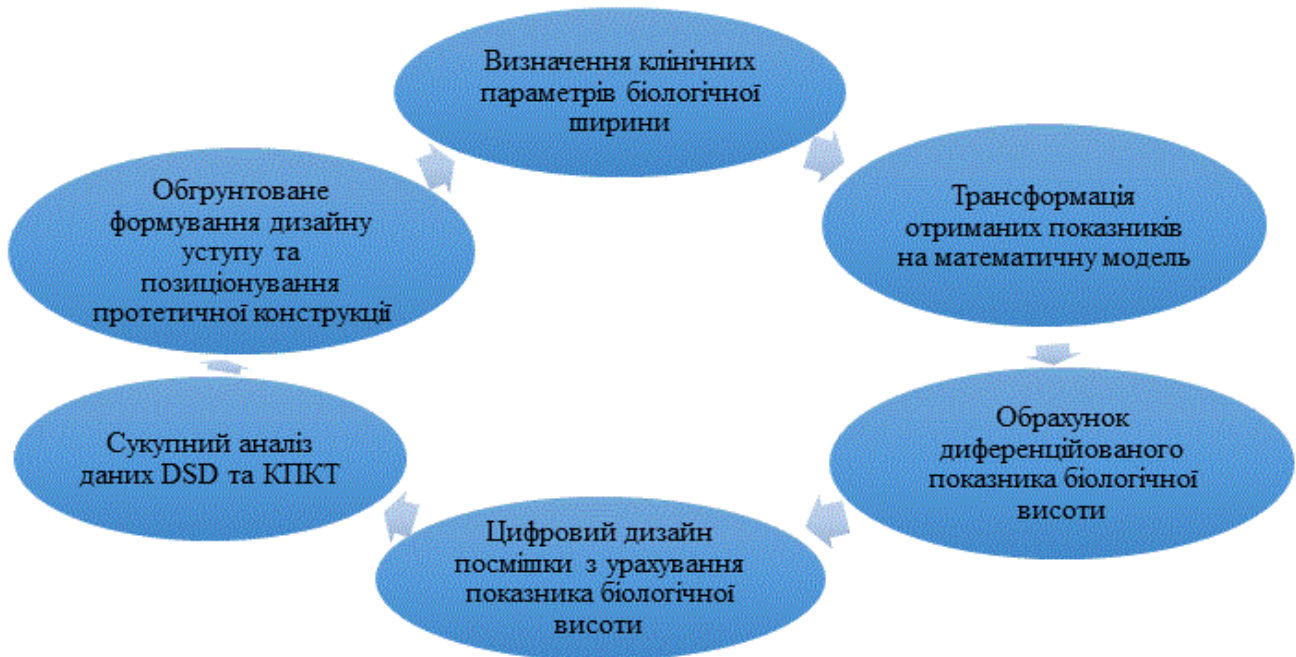 Визначення клінічних
параметрів біологічної
ширини
Трансформація
отриманих показників
на математичну модель
Обрахунок
диференційованого
показника біологічної
висоти
Цифровий дизайн
посмішки з урахування
показника біологічної
висоти
Сукупний аналіз
даних DSD та КПКТ
Обгрунтоване
формування дизайну
уступу та
позиціонування
протетичної конструкції